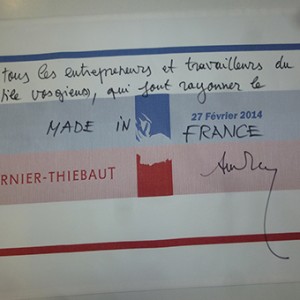 tous les entrepreneurs et travailleurs du
ile vosgiens, qui font rayonner le
27 Février 2014
MADE IN FRANCE
RNIER-THIEBAUT